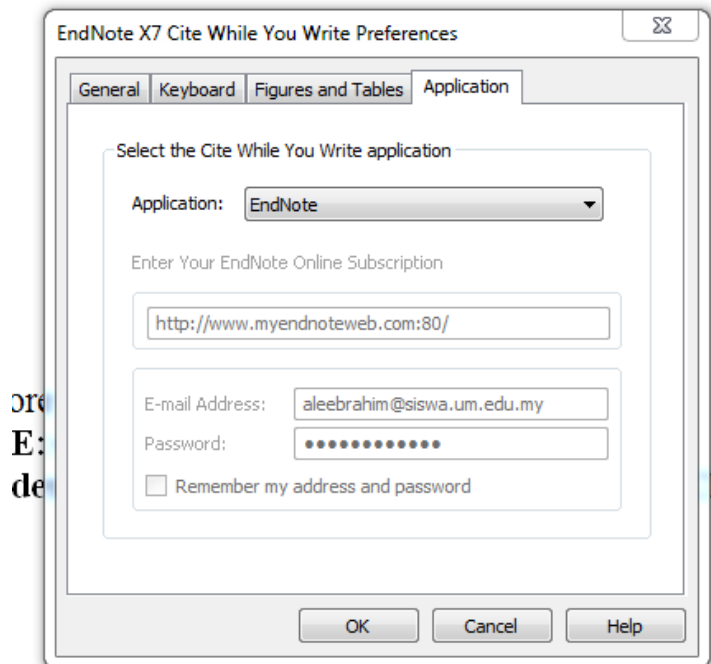 EndNote X7 Cite While You Write Preferences
General Keyboard Figures and Tables Application
Select the Cite While You Write application
Application: EndNote
Enter Your EndNote Online Subscription
http://www.myendnoteweb.com:80/
ore
E-mail Address: aleebrahim@siswa.um.edu.my
E:
Password: ●●●●●●●●●●●●
de
Remember my address and password
OK Cancel Help